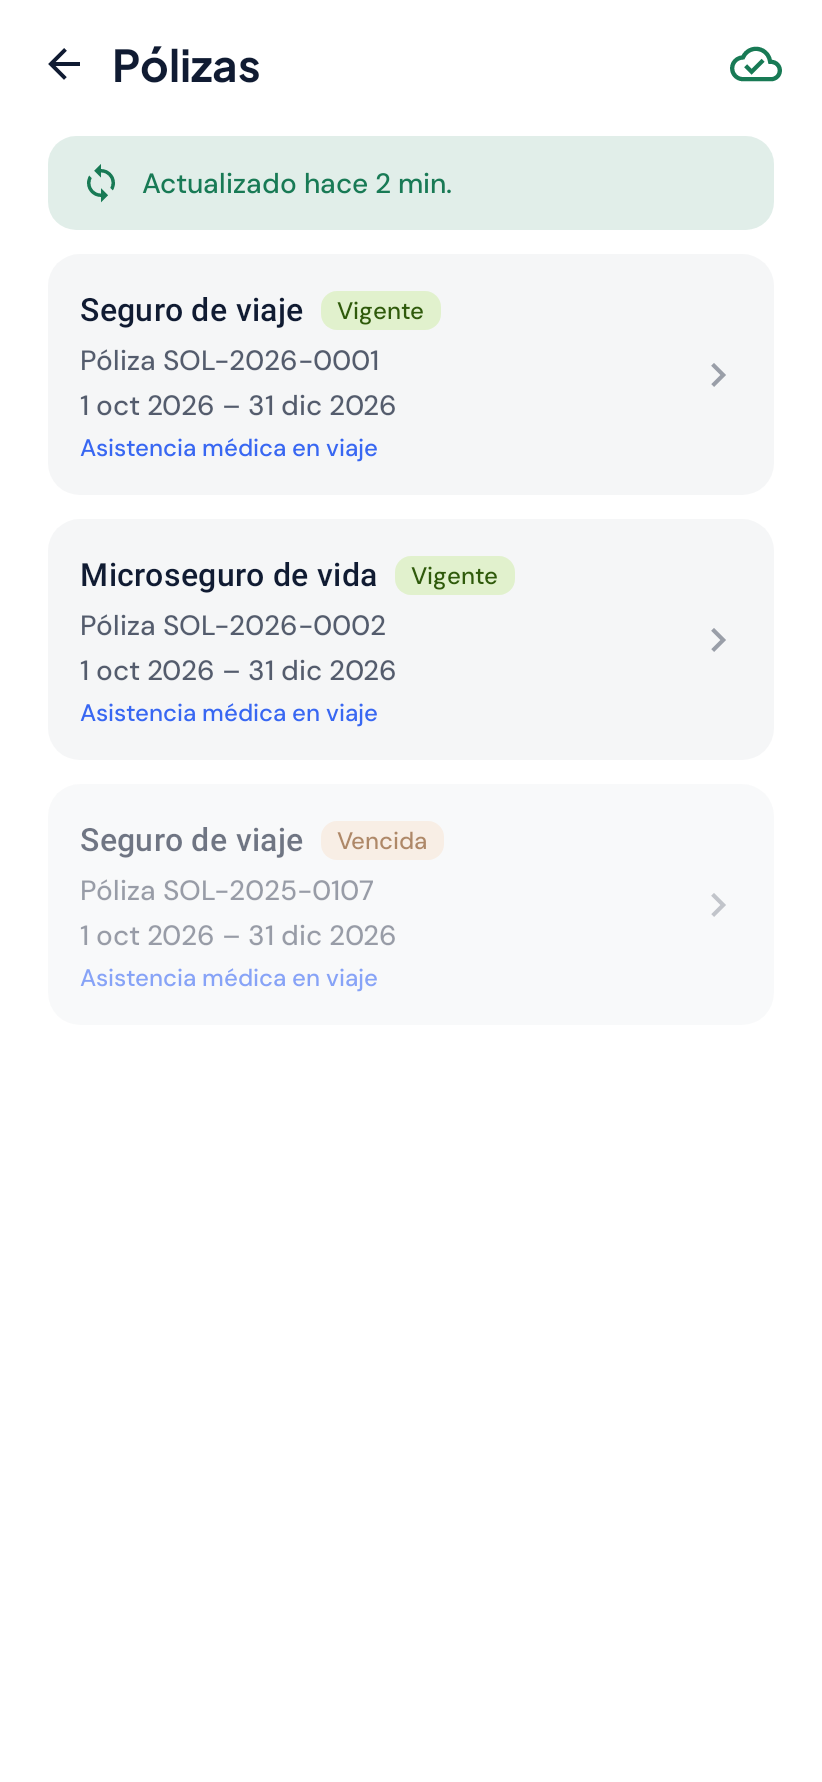 Pólizas
Actualizado hace 2 min.
Seguro de viaje Vigente
Póliza SOL-2026-0001
1 oct 2026 – 31 dic 2026
Asistencia médica en viaje
Microseguro de vida Vigente
Póliza SOL-2026-0002
1 oct 2026 – 31 dic 2026
Asistencia médica en viaje
Seguro de viaje Vencida
Póliza SOL-2025-0107
1 oct 2026 – 31 dic 2026
Asistencia médica en viaje